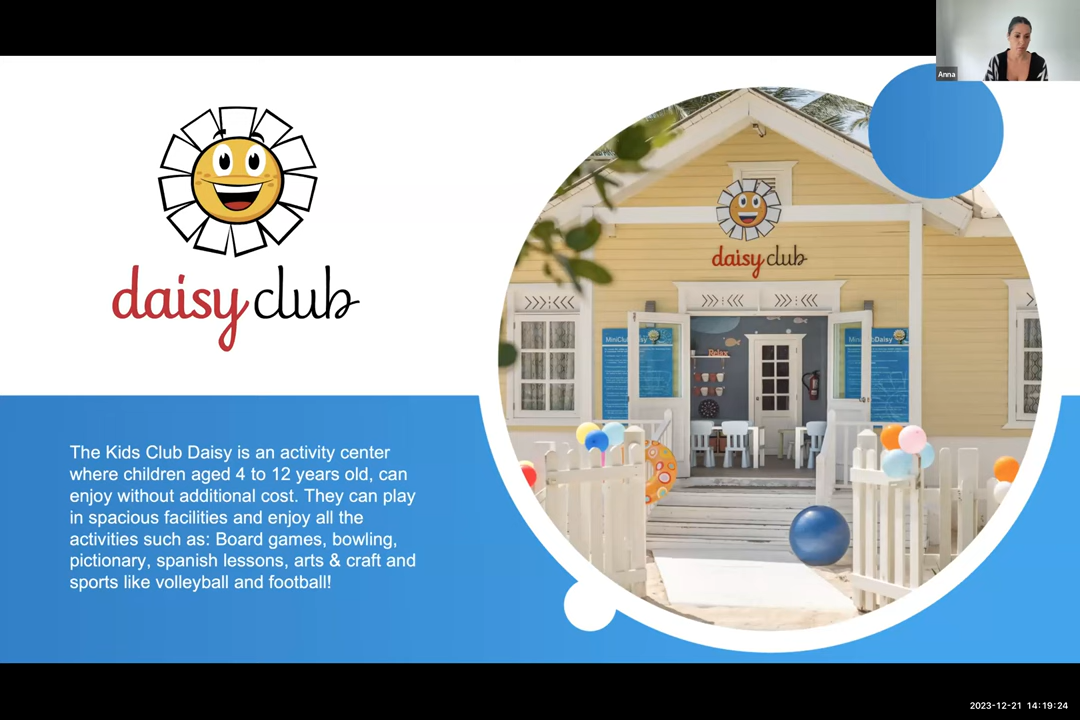 Anna
daisy club
daisy club
MiniClub Daisy
Relax
The Kids Club Daisy is an activity center
where children aged 4 to 12 years old, can
enjoy without additional cost. They can play
in spacious facilities and enjoy all the
activities such as: Board games, bowling,
pictionary, spanish lessons, arts & craft and
sports like volleyball and football!
2023-12-21 14:19:24